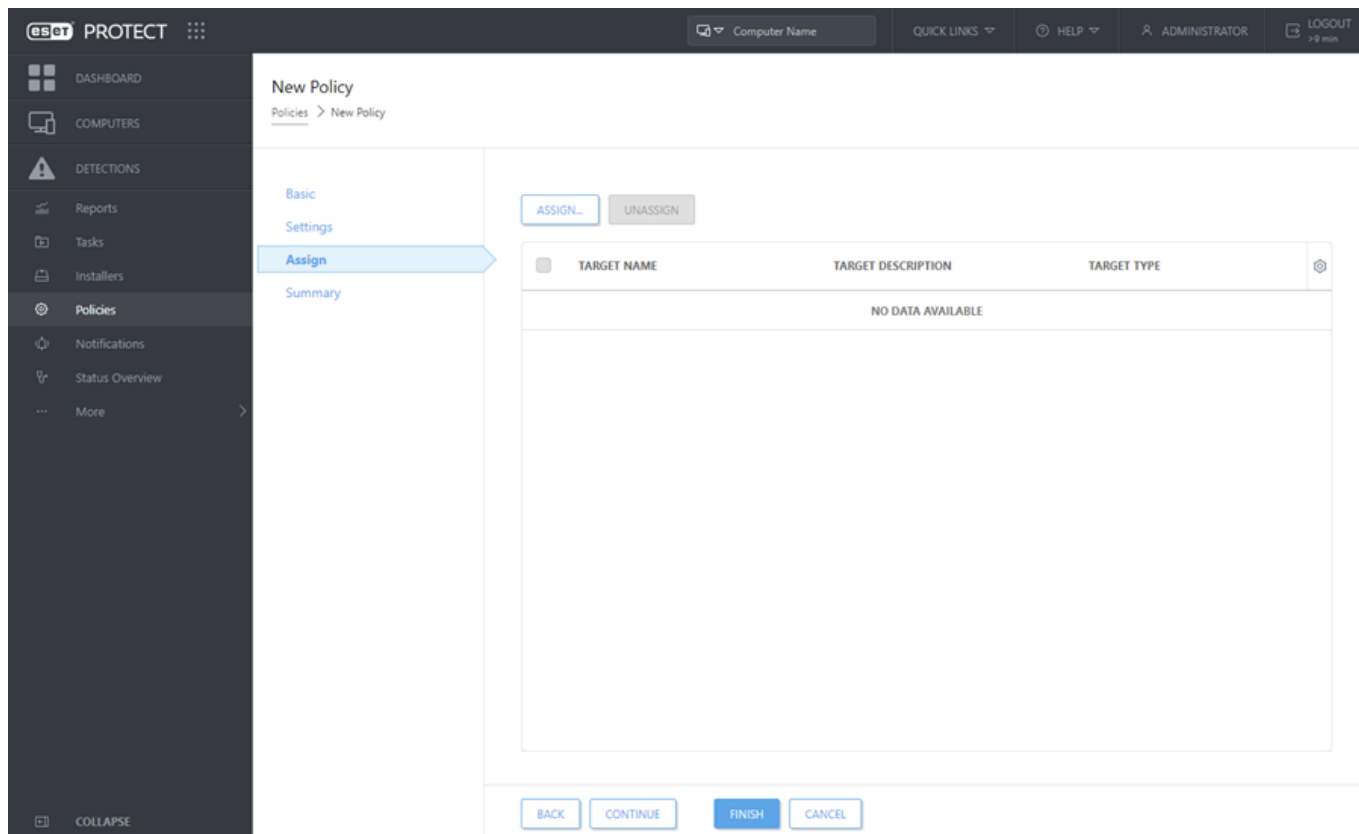 eset PROTECT
Computer Name
QUICK LINKS
HELP
ADMINISTRATOR
LOGOUT
>9 min
DASHBOARD
COMPUTERS
DETECTIONS
Reports
Tasks
Installers
Policies
Notifications
Status Overview
More
COLLAPSE
New Policy
Policies > New Policy
Basic
Settings
Assign
Summary
ASSIGN... UNASSIGN
TARGET NAME TARGET DESCRIPTION TARGET TYPE
NO DATA AVAILABLE
BACK CONTINUE FINISH CANCEL